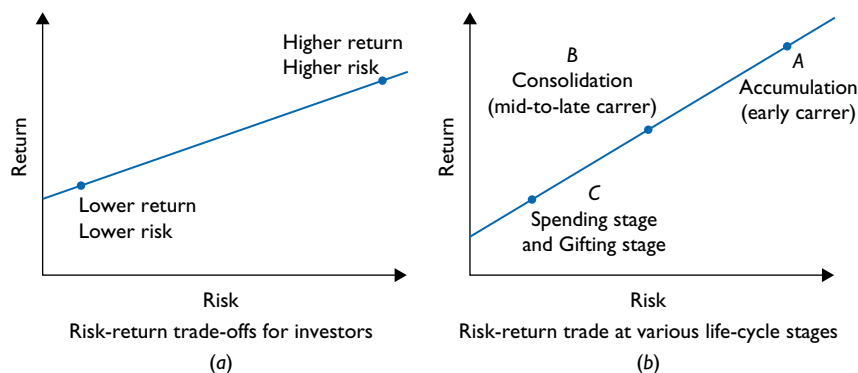 Return
Higher return
Higher risk
Lower return
Lower risk
Risk
Risk-return trade-offs for investors
(a)
Return
B
Consolidation
(mid-to-late carrer)
A
Accumulation
(early carrer)
C
Spending stage
and Gifting stage
Risk
Risk-return trade at various life-cycle stages
(b)